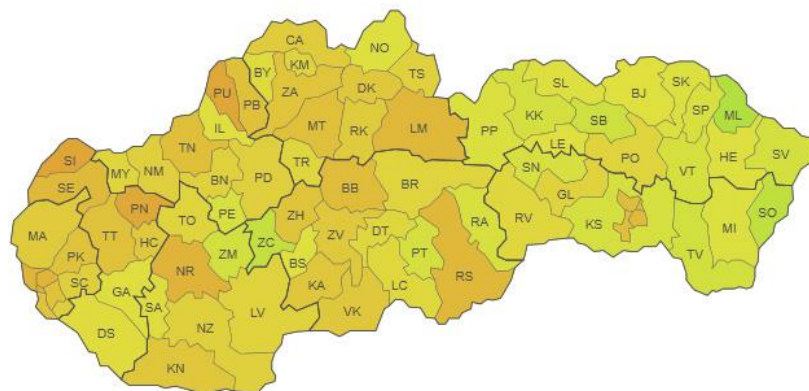 CA
NO
BY
KM
TS
PU
PB
ZA
DK
SL
BJ
SK
IL
MT
RK
LM
PP
KK
SB
SP
ML
SI
TN
LE
PO
HE
SV
MY
NM
TR
SN
VT
SE
BN
PD
BB
BR
GL
PN
PE
ZH
RV
KS
MA
TT
TO
ZC
ZV
DT
RA
SO
HC
ZM
PT
TV
MI
PK
BS
NR
RS
SC
GA
SA
KA
LC
LV
VK
DS
NZ
KN